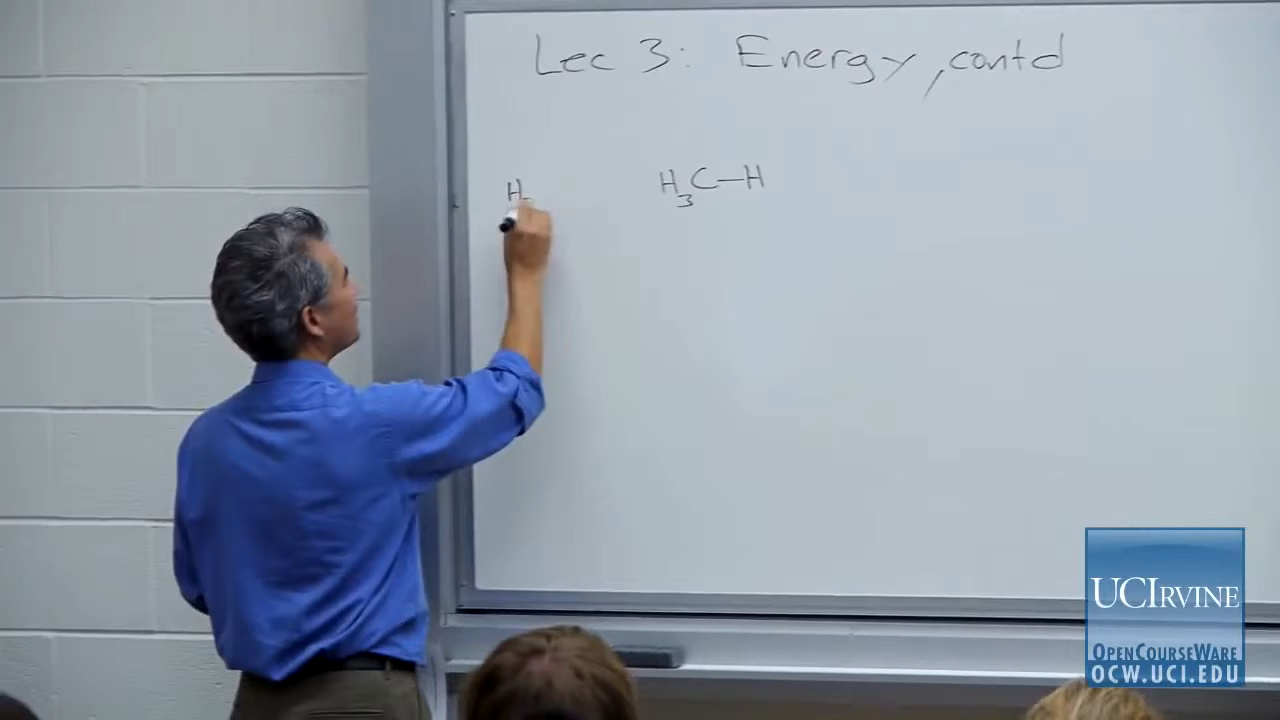 Lec 3: Energy, contd
H
H₃C—H
UCIRVINE
OPENCOURSEWARE
OCW.UCI.EDU